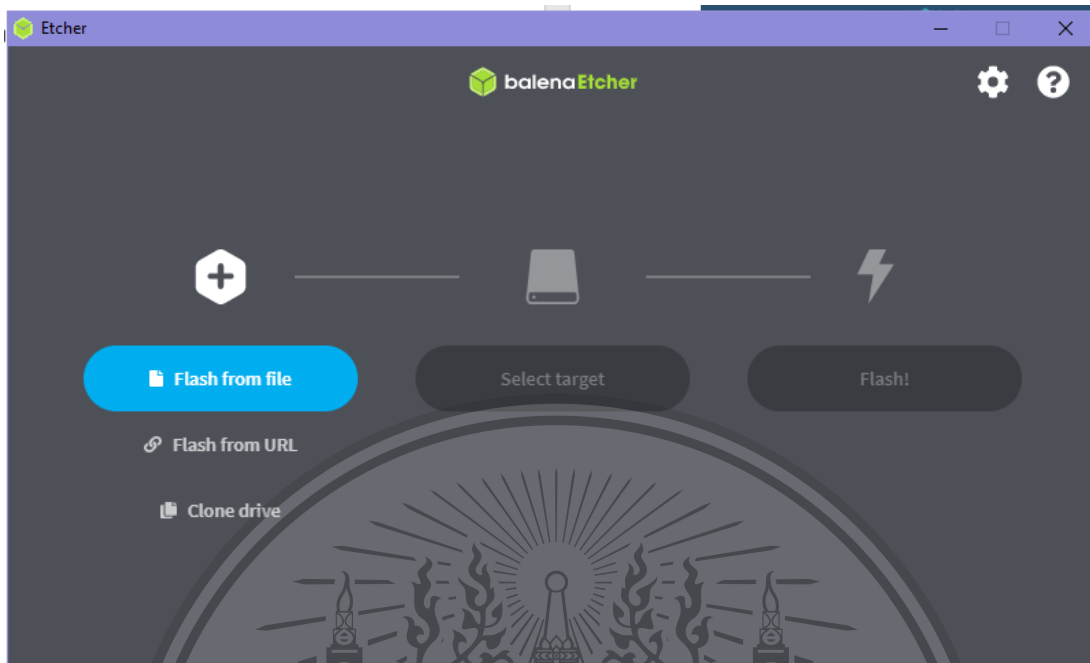 Etcher
balenaEtcher
Flash from file
Select target
Flash!
Flash from URL
Clone drive